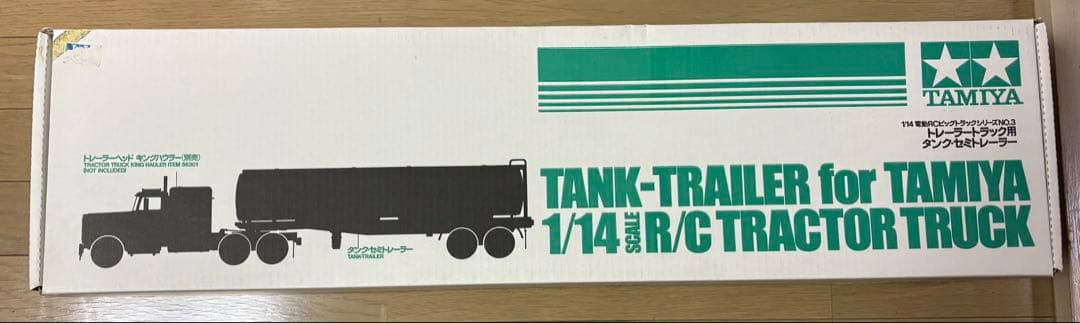 TAMIYA
1/14 電動RCビッグトラックシリーズNO.3
トレーラートラック用
タンク・セミトレーラー
トレーラーヘッド キングハウラー(別売)
TRACTOR TRUCK KING HAULER ITEM 56301
(NOT INCLUDED)
タンク・セミトレーラー
TANK-TRAILER
TANK-TRAILER for TAMIYA
1/14 SCALE R/C TRACTOR TRUCK